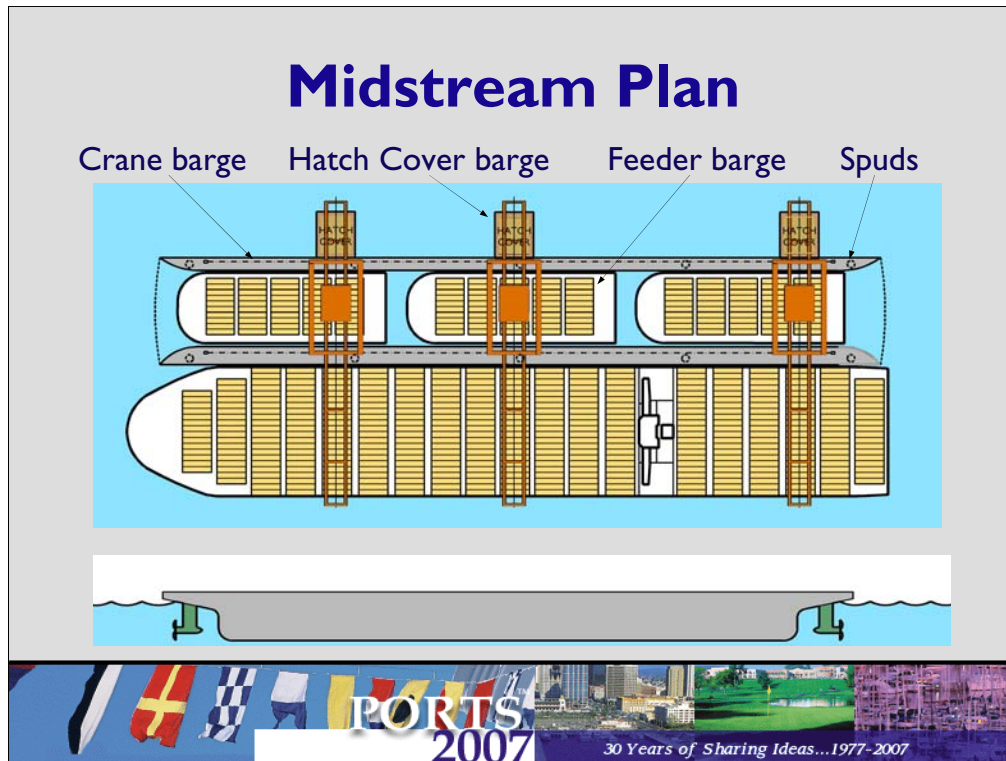 Midstream Plan
Crane barge Hatch Cover barge Feeder barge Spuds
HATCH COVER
HATCH COVER
HATCH COVER
PORTS™
2007
30 Years of Sharing Ideas...1977-2007